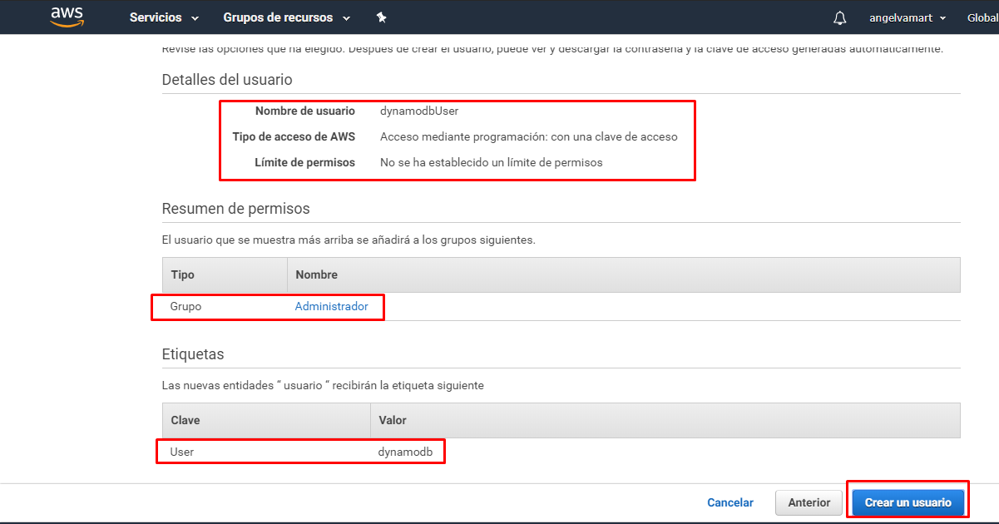 aws Servicios Grupos de recursos angelvamart Global
Revise las opciones que ha elegido. Después de crear el usuario, puede ver y descargar la contraseña y la clave de acceso generadas automáticamente.
Detalles del usuario
Nombre de usuario dynamodbUser
Tipo de acceso de AWS Acceso mediante programación: con una clave de acceso
Límite de permisos No se ha establecido un límite de permisos
Resumen de permisos
El usuario que se muestra más arriba se añadirá a los grupos siguientes.
Tipo Nombre
Grupo Administrador
Etiquetas
Las nuevas entidades “ usuario “ recibirán la etiqueta siguiente
Clave Valor
User dynamodb
Cancelar Anterior Crear un usuario